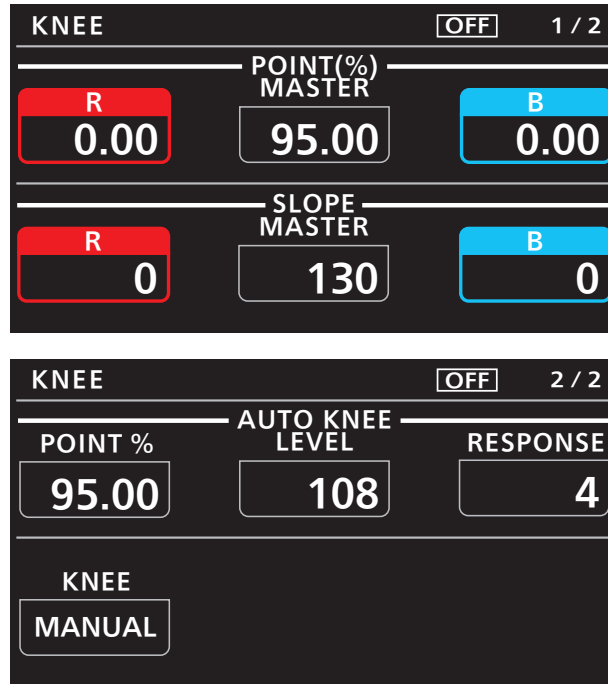 KNEE OFF 1 / 2
POINT(%)
MASTER
R B
0.00 95.00 0.00
SLOPE
MASTER
R B
0 130 0
KNEE OFF 2 / 2
AUTO KNEE
POINT % LEVEL RESPONSE
95.00 108 4
KNEE
MANUAL